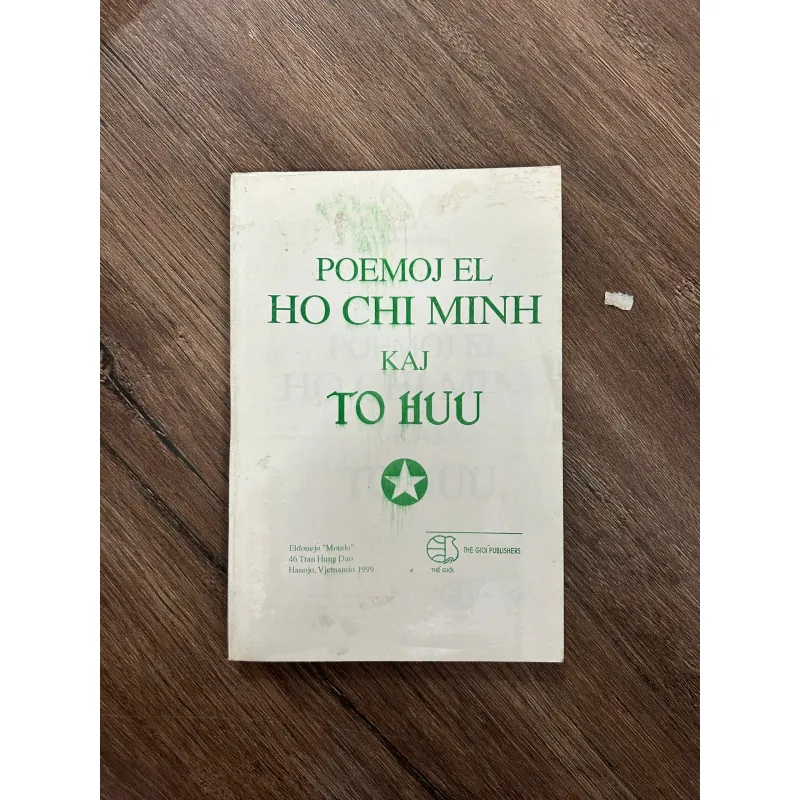 POEMOJ EL
HO CHI MINH
KAJ
TO HUU
Eldonejo "Mondo"
46 Tran Hung Dao
Hanojo, Vjetnamio 1999
THE GIOI PUBLISHERS
THẾ GIỚI